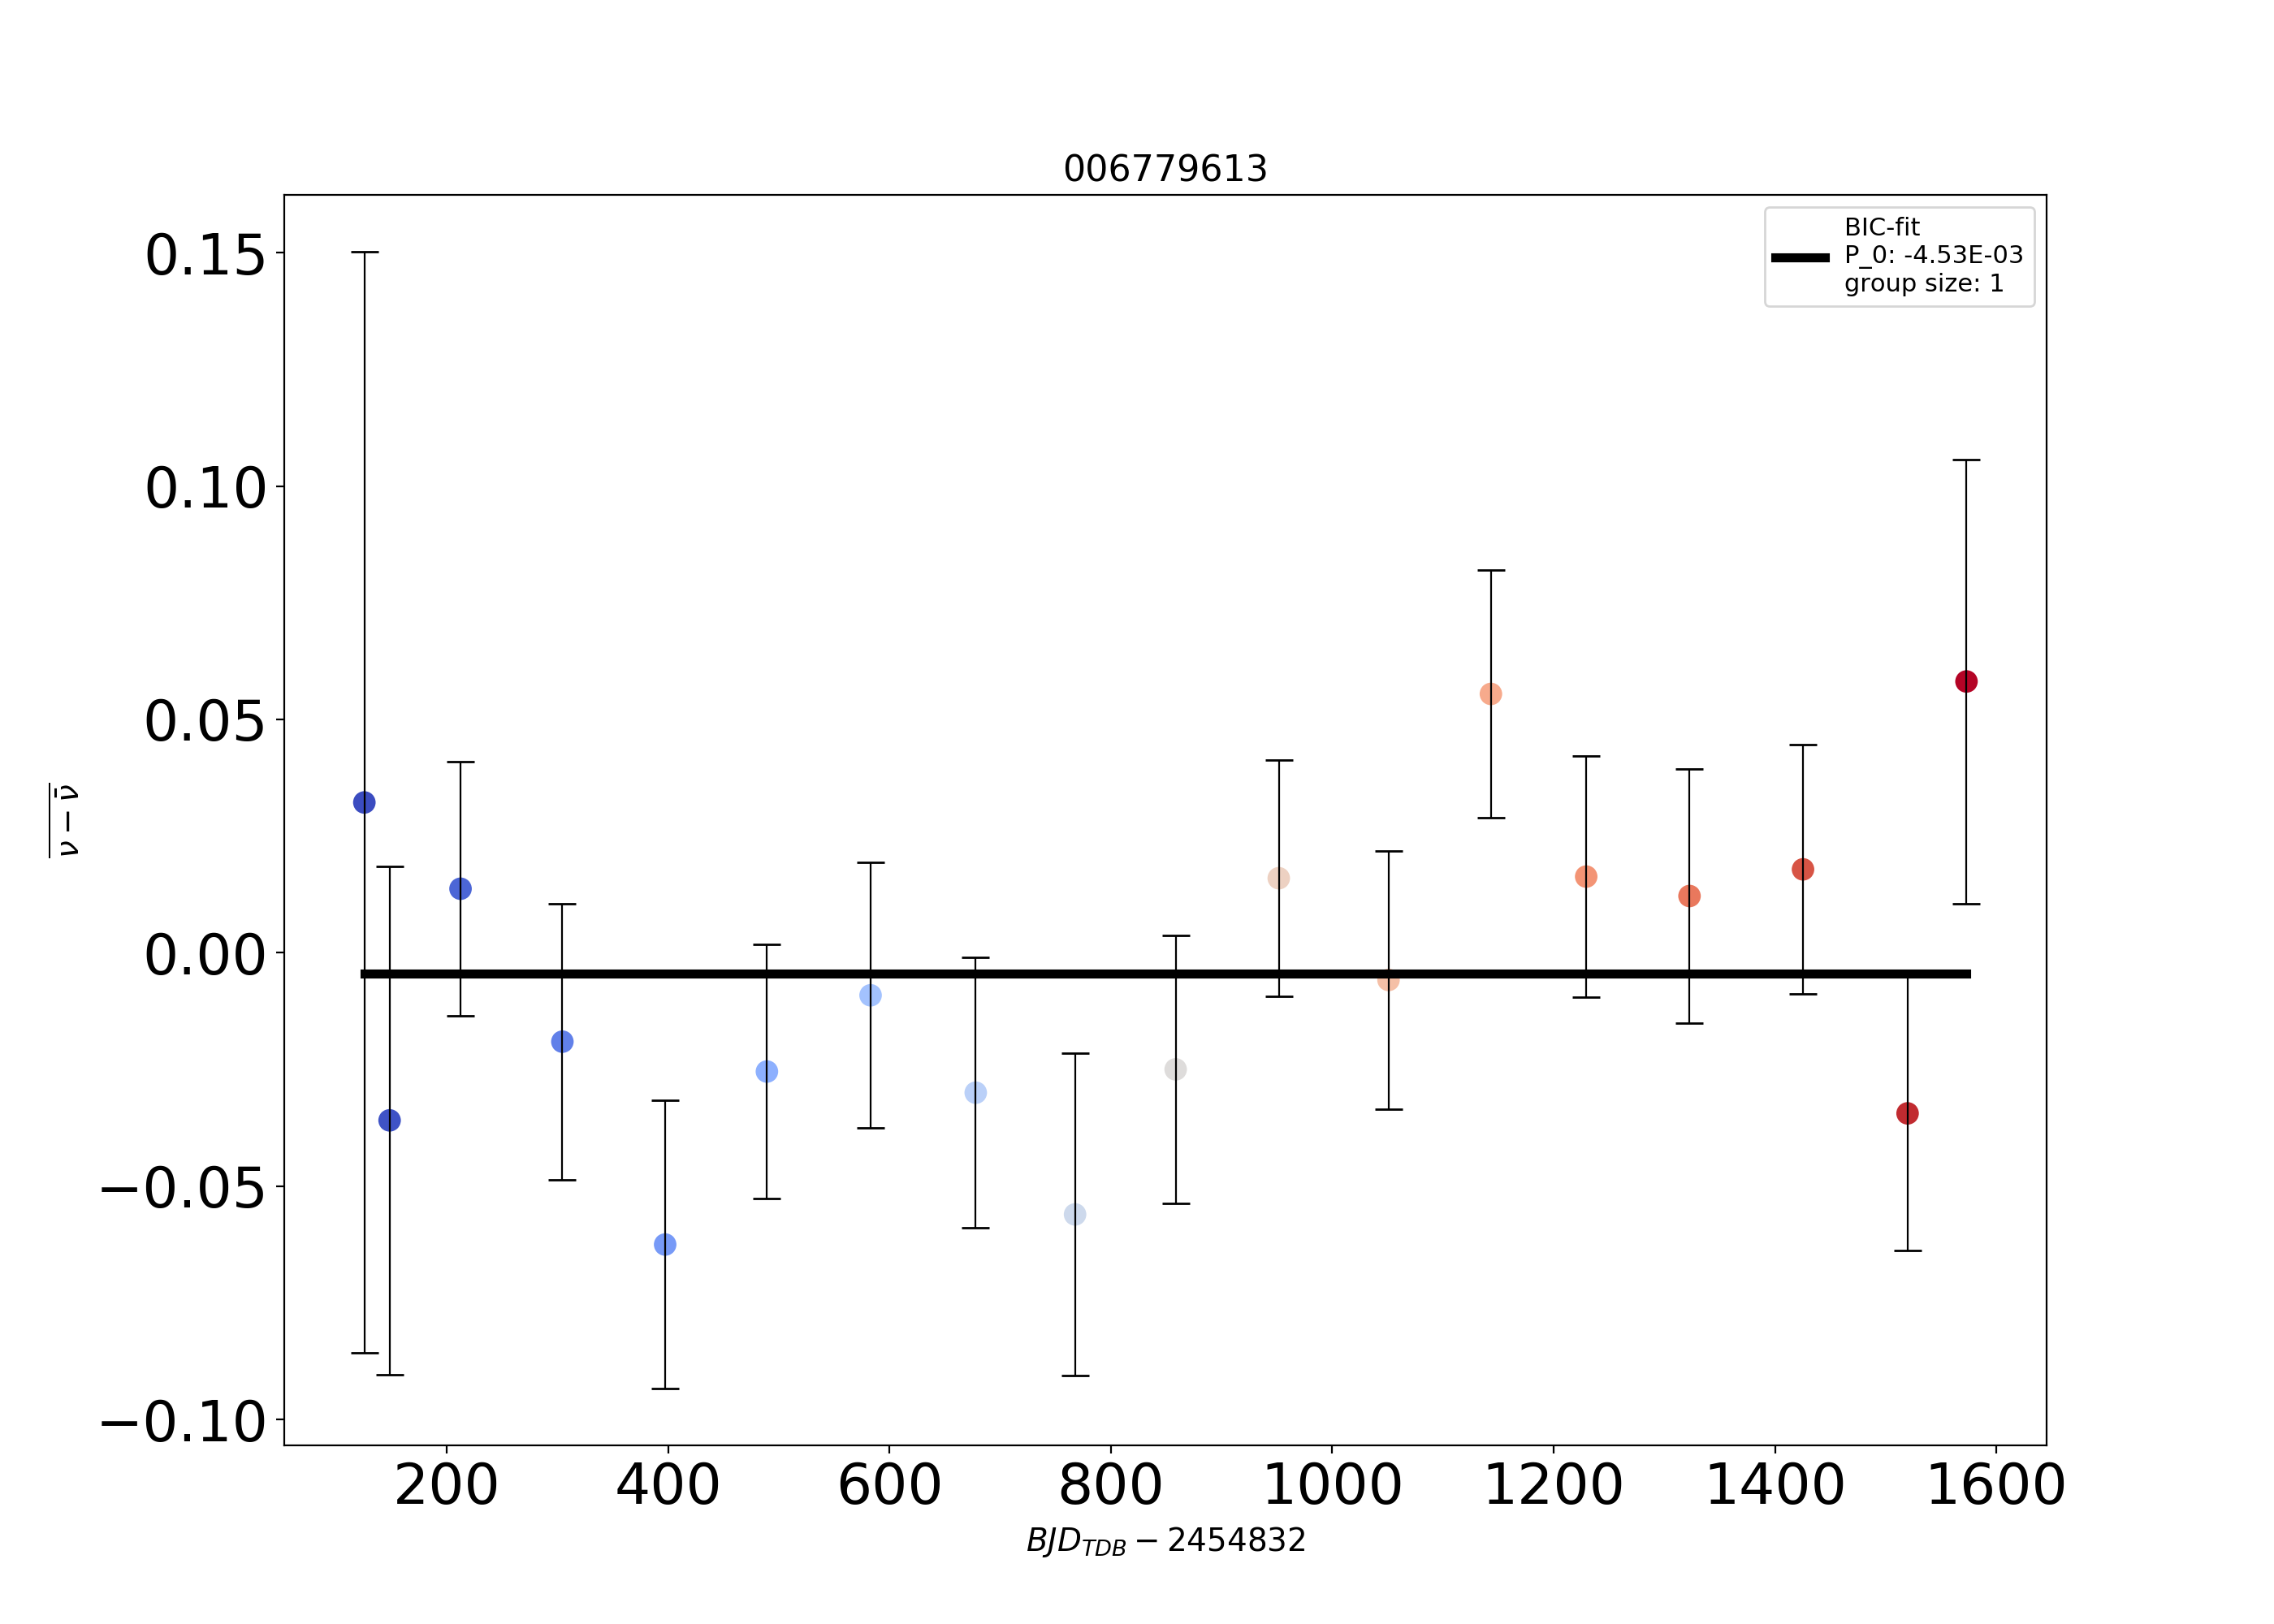 006779613
BIC-fit
P_0: -4.53E-03
group size: 1
0.15
0.10
0.05
0.00
−0.05
−0.10
ν − ν̄
200 400 600 800 1000 1200 1400 1600
BJD_TDB − 2454832